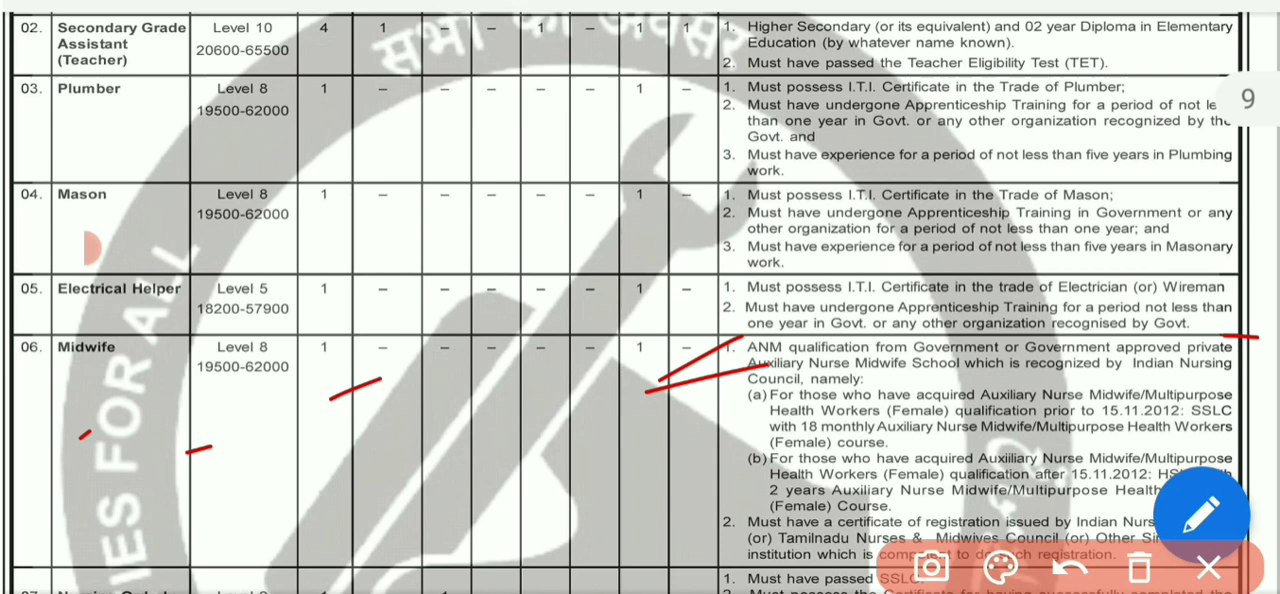 सभी का
02. Secondary Grade Assistant (Teacher) Level 10 20600-65500 4 1 – – 1 – 1 1 1. Higher Secondary (or its equivalent) and 02 year Diploma in Elementary
Education (by whatever name known).
2. Must have passed the Teacher Eligibility Test (TET).
03. Plumber Level 8 19500-62000 1 – – – – – 1 – 1. Must possess I.T.I. Certificate in the Trade of Plumber;
2. Must have undergone Apprenticeship Training for a period of not
than one year in Govt. or any other organization recognized by the
Govt. and
3. Must have experience for a period of not less than five years in Plumbing
work.
9
04. Mason Level 8 19500-62000 1 – – – – – 1 – 1. Must possess I.T.I. Certificate in the Trade of Mason;
2. Must have undergone Apprenticeship Training in Government or any
other organization for a period of not less than one year; and
3. Must have experience for a period of not less than five years in Masonary
work.
05. Electrical Helper Level 5 18200-57900 1 – – – – – 1 – 1. Must possess I.T.I. Certificate in the trade of Electrician (or) Wireman
2. Must have undergone Apprenticeship Training for a period not less than
one year in Govt. or any other organization recognised by Govt.
06. Midwife Level 8 19500-62000 1 – – – – – 1 – 1. ANM qualification from Government or Government approved private
Auxiliary Nurse Midwife School which is recognized by Indian Nursing
Council, namely:
(a) For those who have acquired Auxiliary Nurse Midwife/Multipurpose
Health Workers (Female) qualification prior to 15.11.2012: SSLC
with 18 monthly Auxiliary Nurse Midwife/Multipurpose Health Workers
(Female) course.
(b) For those who have acquired Auxiiliary Nurse Midwife/Multipurpose
Health Workers (Female) qualification after 15.11.2012:
2 years Auxiliary Nurse Midwife/Multipurpose Health
(Female) Course.
2. Must have a certificate of registration issued by Indian
(or) Tamilnadu Nurses & Midwives Council (or) Other
institution which is to registration.
1. Must have passed SSLC
IES FOR ALL